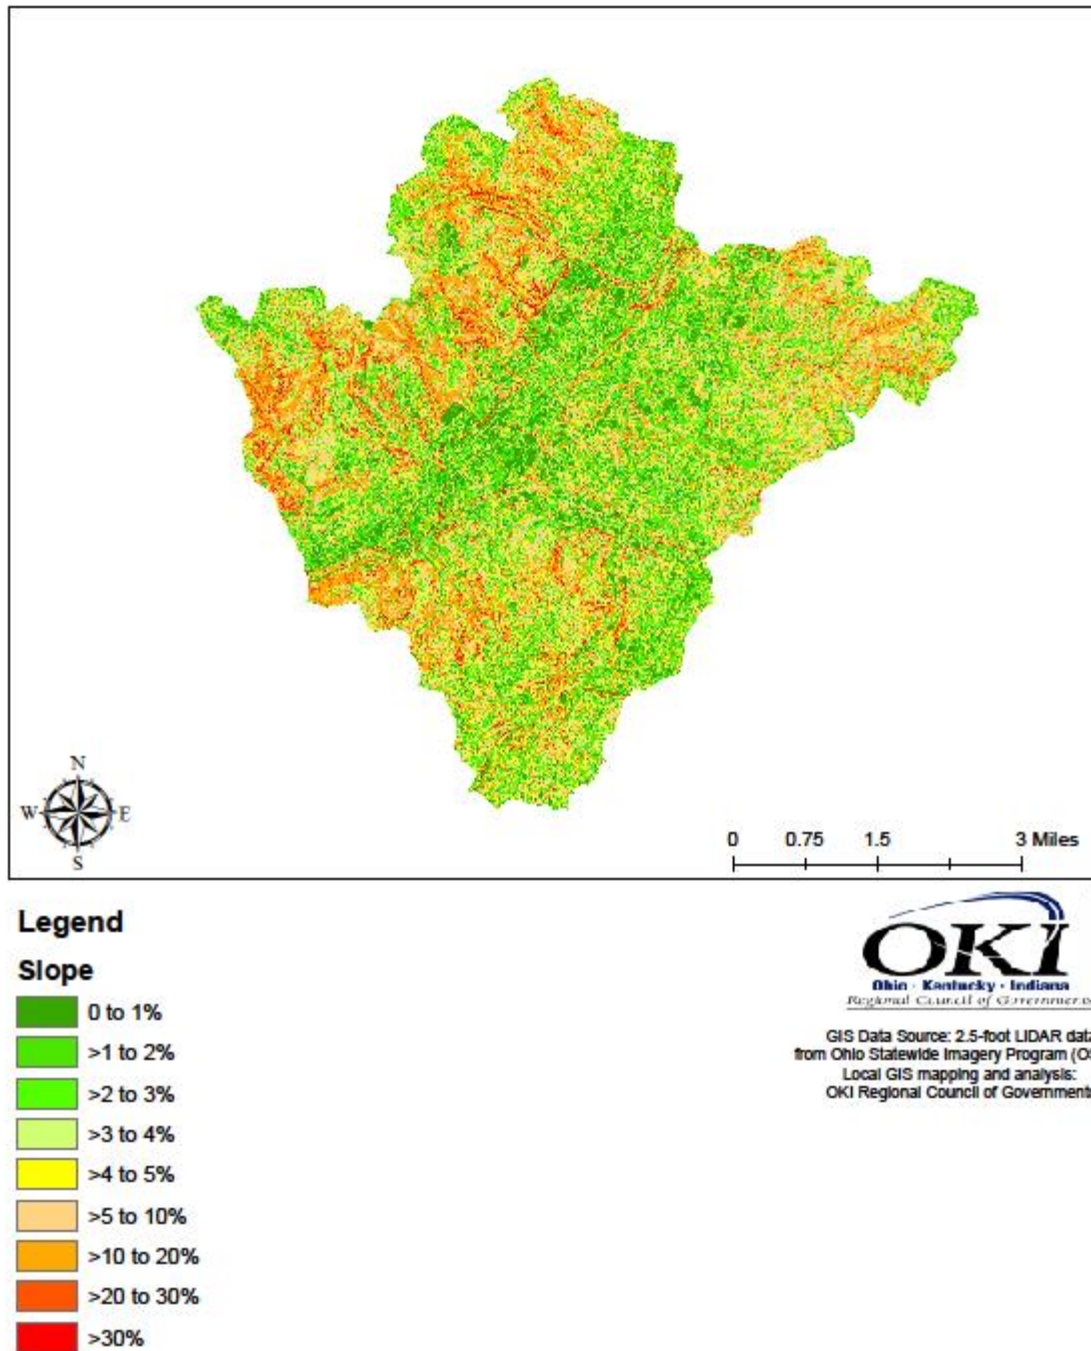 N
W E
S
0 0.75 1.5 3 Miles
Legend
Slope
0 to 1%
>1 to 2%
>2 to 3%
>3 to 4%
>4 to 5%
>5 to 10%
>10 to 20%
>20 to 30%
>30%
OKI
Ohio · Kentucky · Indiana
Regional Council of Governments
GIS Data Source: 2.5-foot LIDAR data
from Ohio Statewide Imagery Program (OS
Local GIS mapping and analysis:
OKI Regional Council of Governments